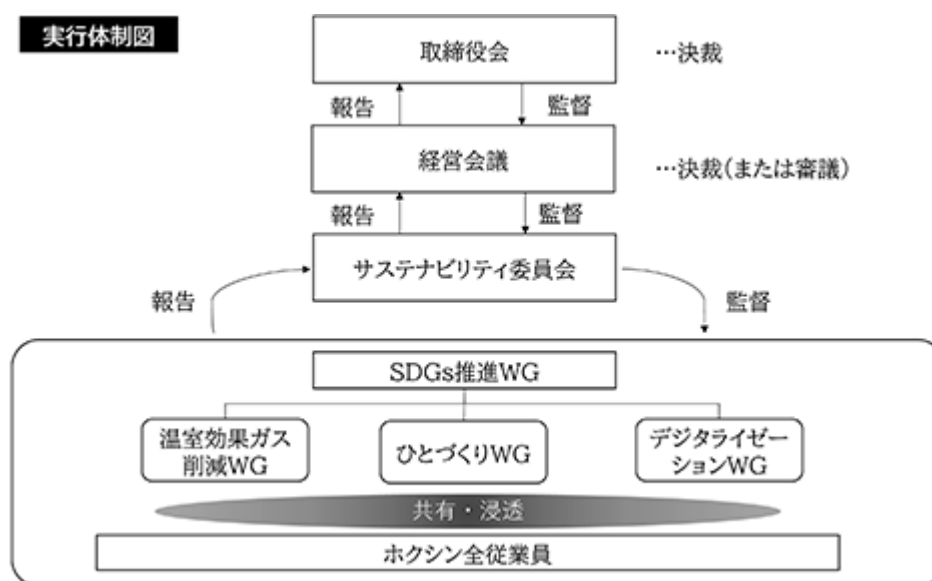 実行体制図
取締役会
…決裁
報告
監督
経営会議
…決裁(または審議)
報告
監督
サステナビリティ委員会
報告
監督
SDGs推進WG
温室効果ガス
削減WG
ひとづくりWG
デジタライゼー
ションWG
共有・浸透
ホクシン全従業員